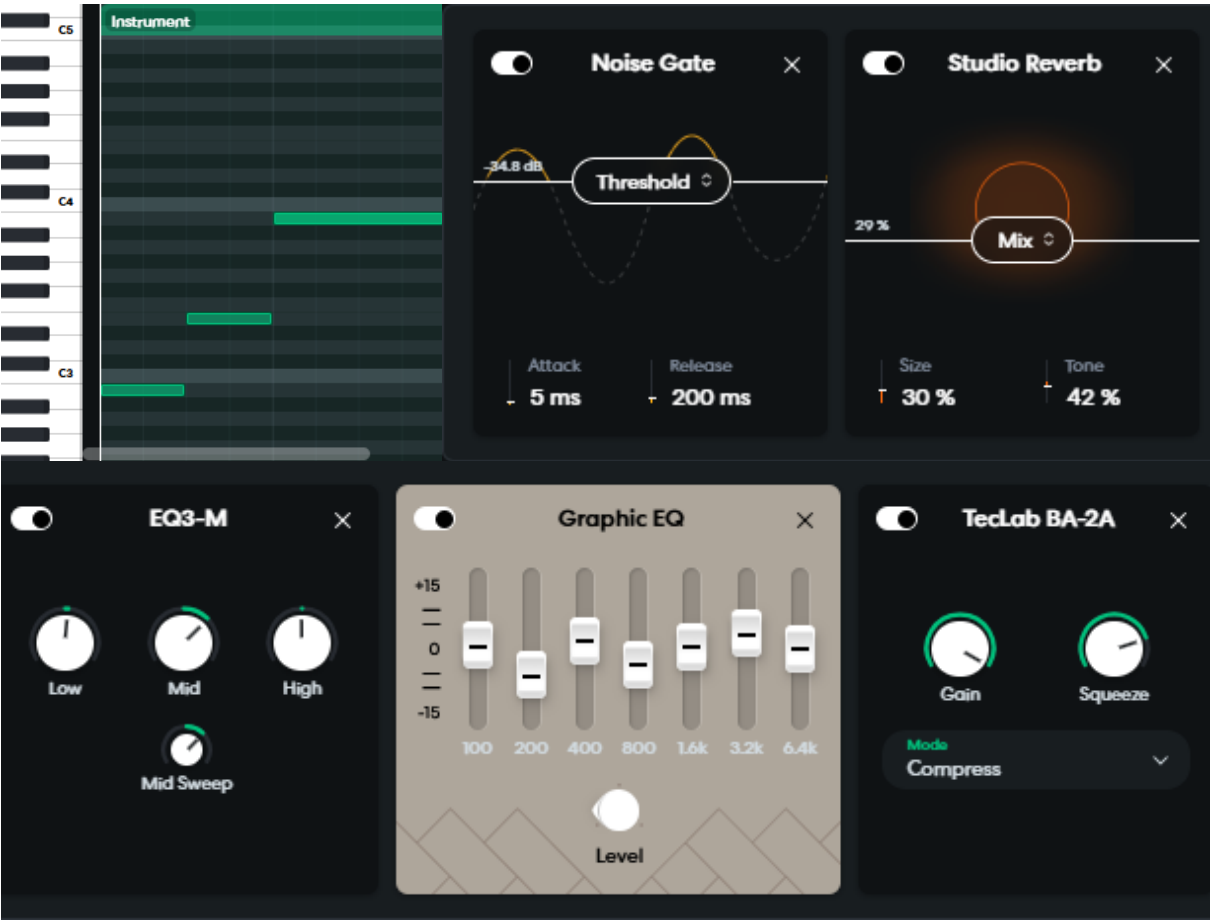 Instrument
C5
C4
C3
Noise Gate
-34.8 dB
Threshold
Attack
5 ms
Release
200 ms
Studio Reverb
29 %
Mix
Size
30 %
Tone
42 %
EQ3-M
Low
Mid
High
Mid Sweep
Graphic EQ
+15
0
-15
100 200 400 800 1.6k 3.2k 6.4k
Level
TecLab BA-2A
Gain
Squeeze
Mode
Compress